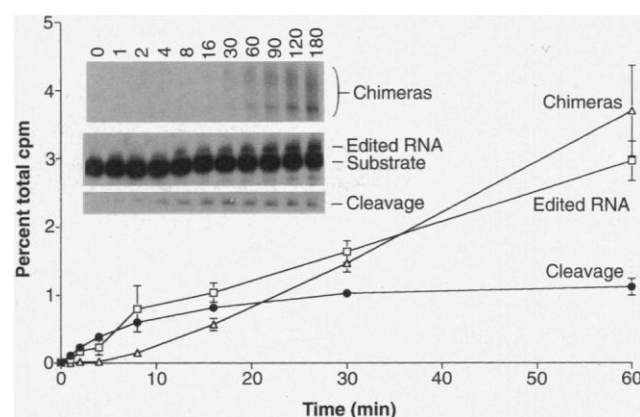 5
4
3
2
1
0
Percent total cpm
0 1 2 4 8 16 30 60 90 120 180
Chimeras
Edited RNA
Substrate
Cleavage
Chimeras
Edited RNA
Cleavage
0 10 20 30 40 50 60
Time (min)